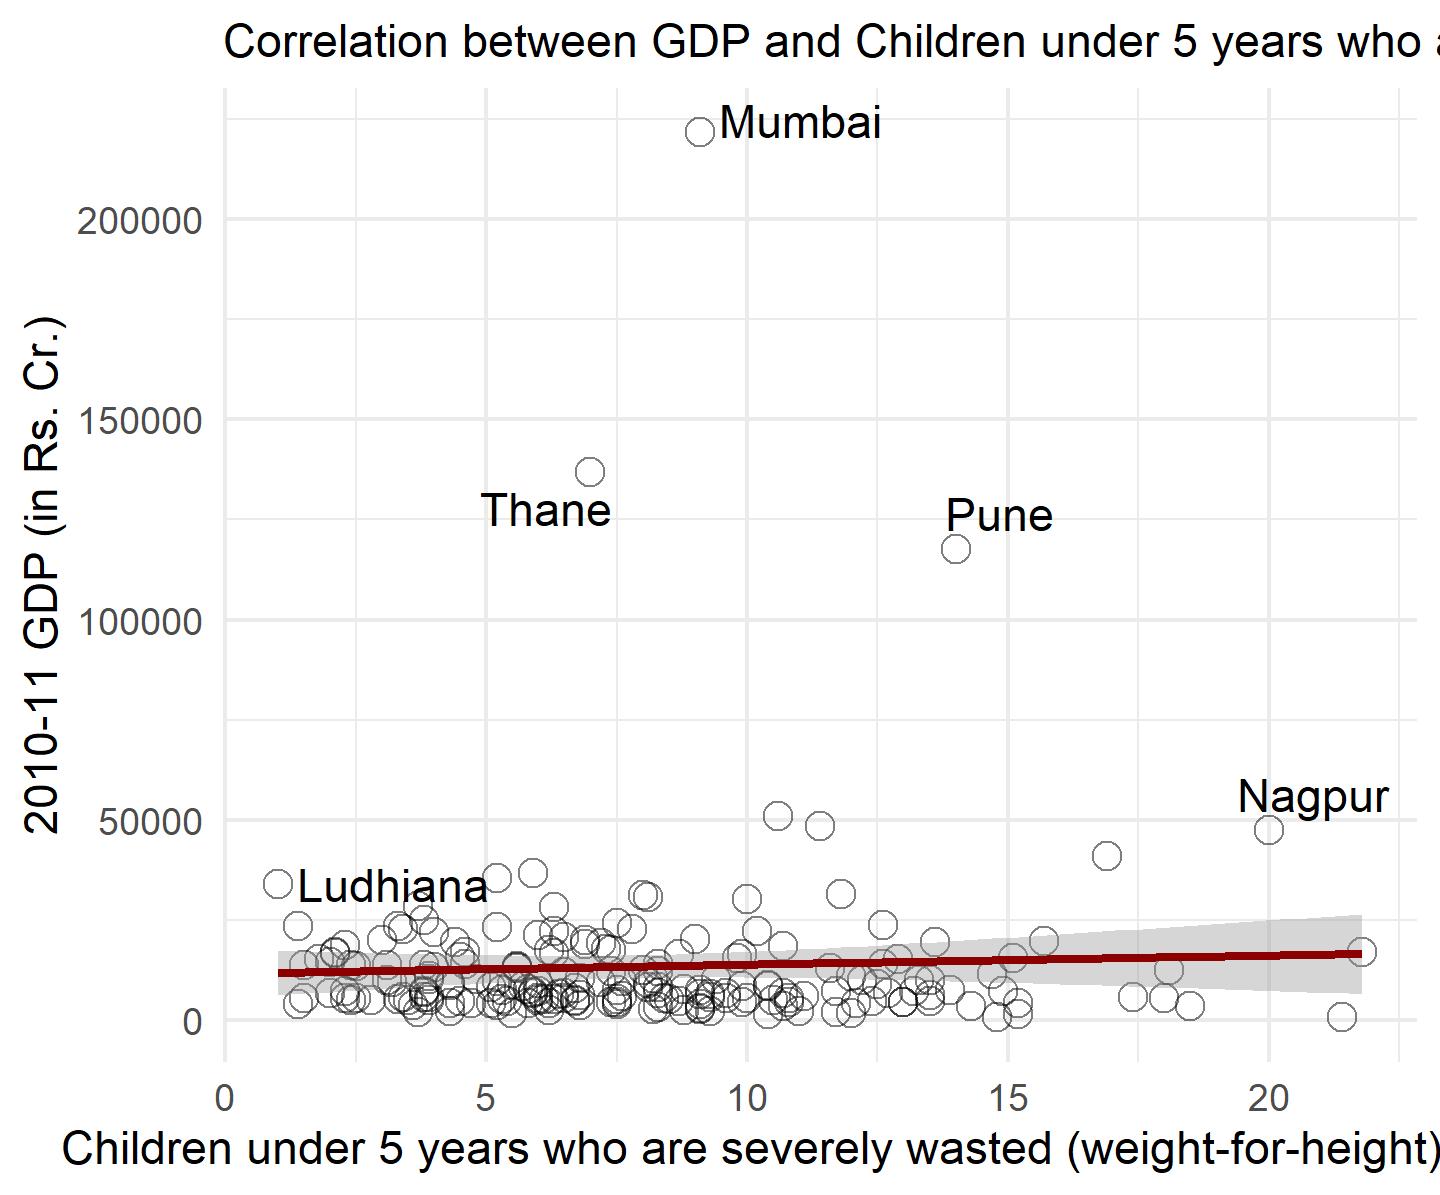 Correlation between GDP and Children under 5 years who
Mumbai
200000
2010-11 GDP (in Rs. Cr.)
150000
Thane
Pune
100000
50000
Nagpur
Ludhiana
0
0 5 10 15 20
Children under 5 years who are severely wasted (weight-for-height)